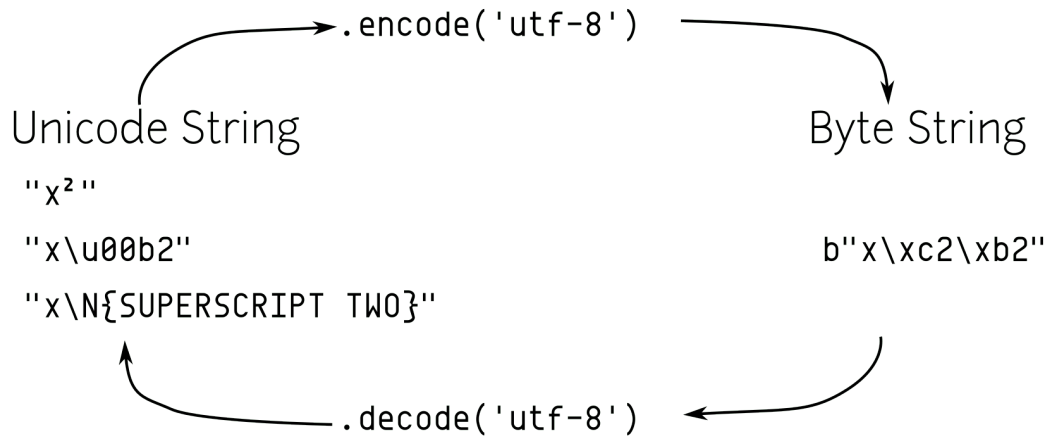 .encode('utf-8')
Unicode String
Byte String
"x²"
"x\u00b2"
b"x\xc2\xb2"
"x\N{SUPERSCRIPT TWO}"
.decode('utf-8')